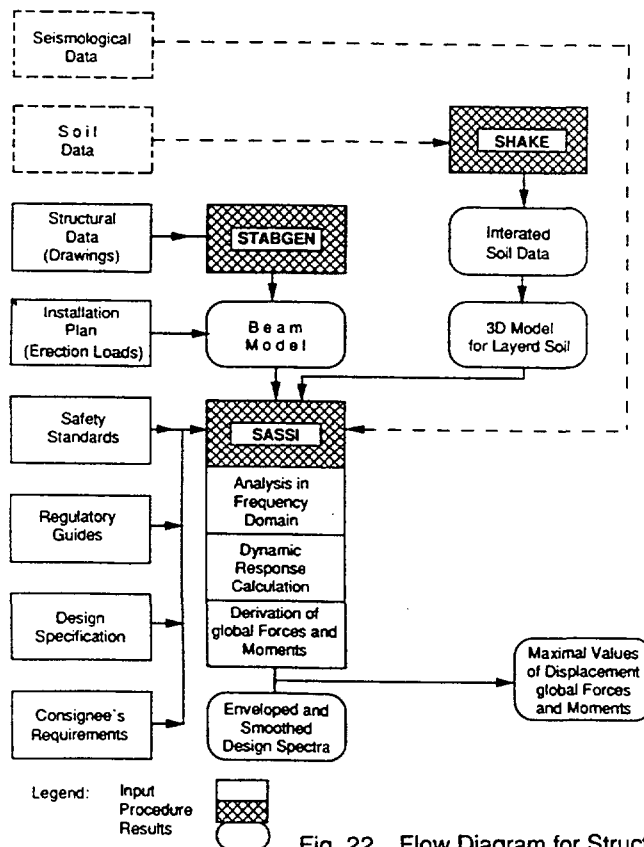 Seismological
Data
Soil
Data
SHAKE
Structural
Data
(Drawings)
STABGEN
Interated
Soil Data
Installation
Plan
(Erection Loads)
Beam
Model
3D Model
for Layerd Soil
Safety
Standards
SASSI
Regulatory
Guides
Analysis in
Frequency
Domain
Dynamic
Response
Calculation
Design
Specification
Derivation of
global Forces and
Moments
Consignee's
Requirements
Enveloped and
Smoothed
Design Spectra
Maximal Values
of Displacement
global Forces
and Moments
Legend:
Input
Procedure
Results
Fig. 22 Flow Diagram for Struct